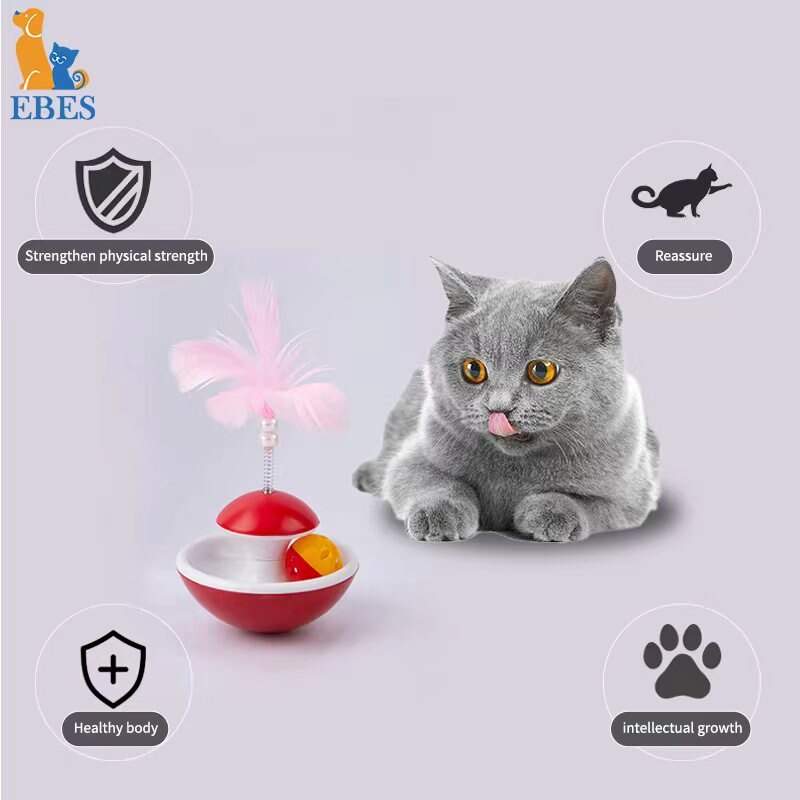 EBES
Strengthen physical strength
Reassure
Healthy body
intellectual growth